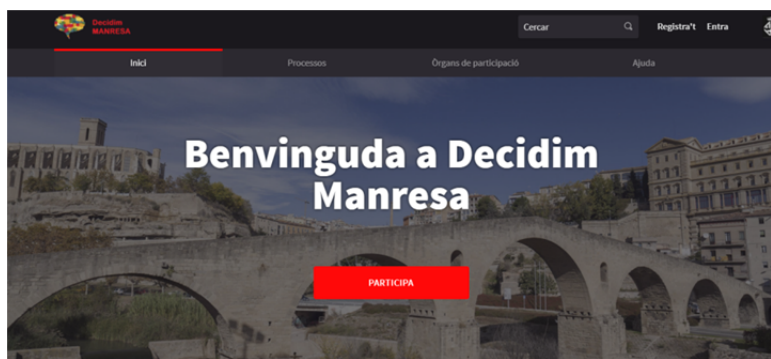 Decidim
MANRESA
Cercar
Registra't Entra
Inici
Processos
Òrgans de participació
Ajuda
Benvinguda a Decidim
Manresa
PARTICIPA